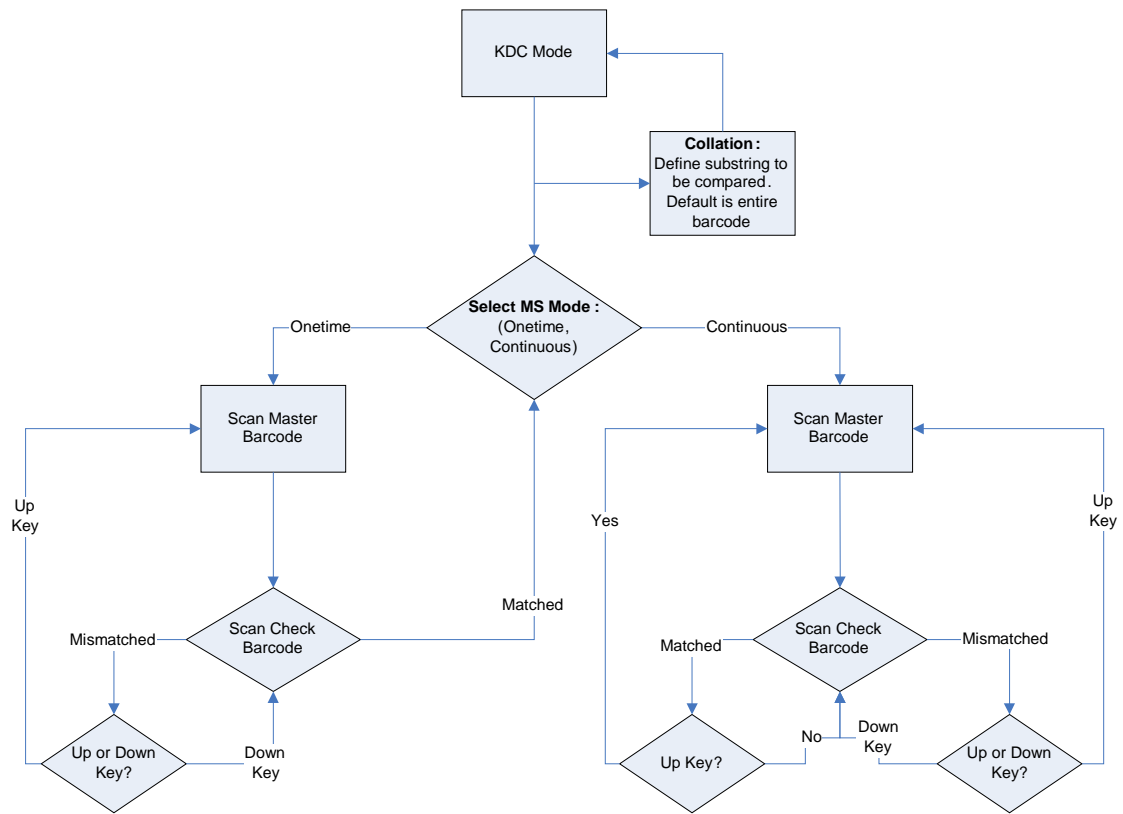 KDC Mode
Collation :
Define substring to
be compared.
Default is entire
barcode
Select MS Mode :
(Onetime,
Continuous)
Onetime
Continuous
Scan Master
Barcode
Scan Master
Barcode
Up
Key
Yes
Up
Key
Matched
Scan Check
Barcode
Mismatched
Scan Check
Barcode
Matched
Mismatched
Up or Down
Key?
Down
Key
Up Key?
No
Down
Key
Up or Down
Key?